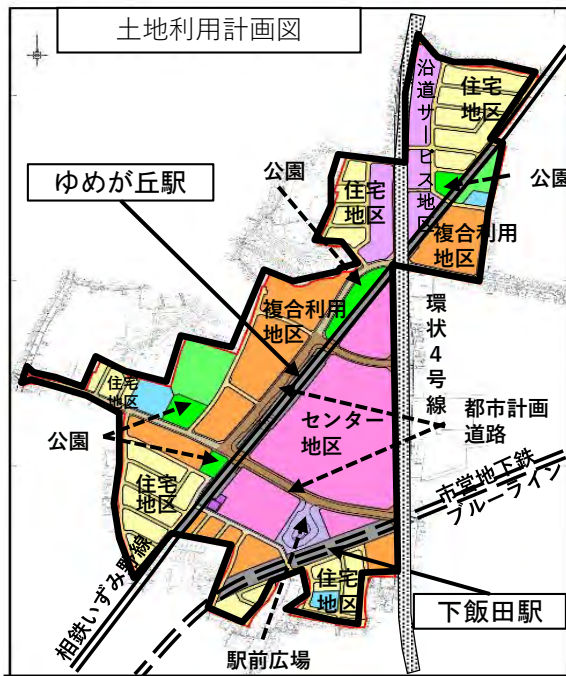 土地利用計画図
住宅
地区
沿道サービス地区
公園
ゆめが丘駅
住宅
地区
公園
複合利用
地区
複合利用
地区
環状4号線
住宅
地区
センター
地区
都市計画
道路
公園
住宅
地区
市営地下鉄
ブルーライン
住宅
地区
相鉄いずみ野線
下飯田駅
駅前広場